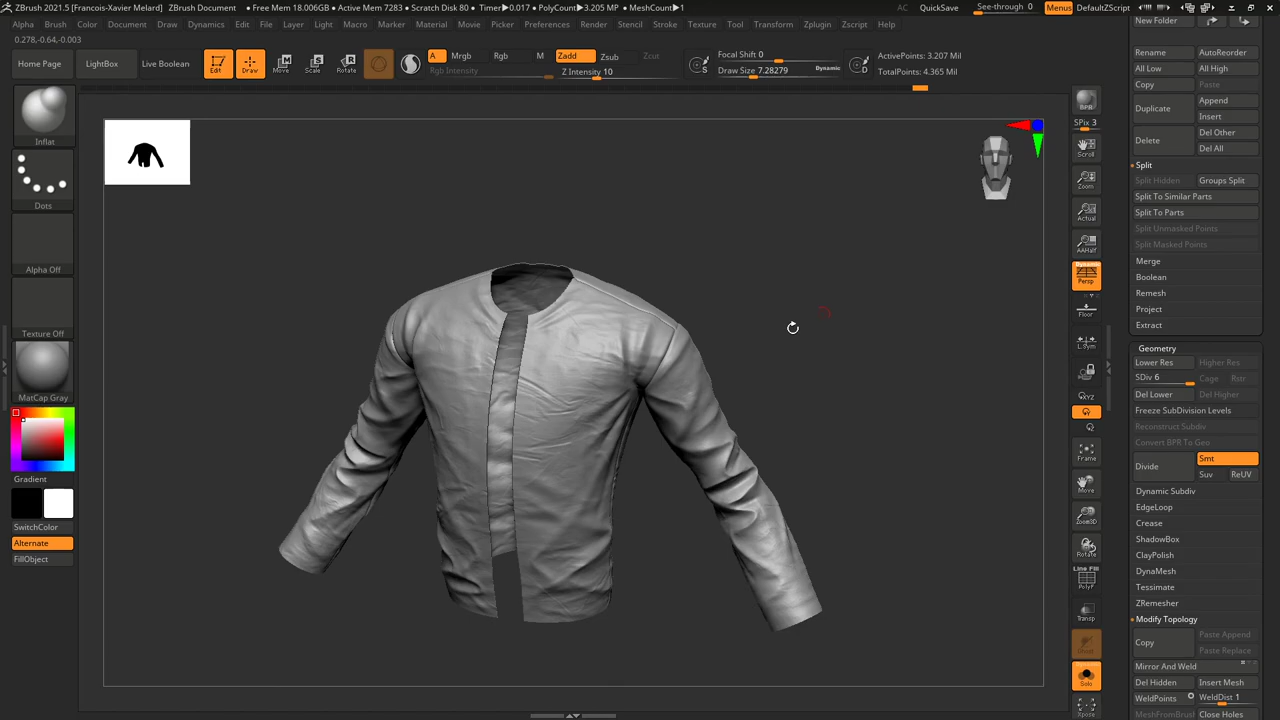 ZBrush 2021.5 [Francois-Xavier Melard] ZBrush Document • Free Mem 18.006GB • Active Mem 7283 • Scratch Disk 80 • Timer▶0.017 • PolyCount▶3.205 MP • MeshCount▶1 AC QuickSave See-through 0 Menus DefaultZScript
Alpha Brush Color Document Draw Dynamics Edit File Layer Light Macro Marker Material Movie Picker Preferences Render Stencil Stroke Texture Tool Transform Zplugin Zscript Help
0.278,-0.64,-0.003
Home Page LightBox Live Boolean Edit Draw Move Scale Rotate
A Mrgb Rgb M Zadd Zsub Zcut
Rgb Intensity Z Intensity 10
Focal Shift 0
Draw Size 7.28279 Dynamic
S D
ActivePoints: 3.207 Mil
TotalPoints: 4.365 Mil
Inflat
Dots
Alpha Off
Texture Off
MatCap Gray
Gradient
SwitchColor
Alternate
FillObject
BPR
SPix 3
Scroll
Zoom
Actual
AAHalf
Dynamic
Persp
Floor
L.Sym
XYZ
Frame
Move
Zoom3D
Rotate
Line Fill
PolyF
Transp
Ghost
Dynamic
Solo
Xpose
New Folder
Rename AutoReorder
All Low All High
Copy Paste
Duplicate Append
Insert
Delete Del Other
Del All
Split
Split Hidden Groups Split
Split To Similar Parts
Split To Parts
Split Unmasked Points
Split Masked Points
Merge
Boolean
Remesh
Project
Extract
Geometry
Lower Res Higher Res
SDiv 6 Cage Rstr
Del Lower Del Higher
Freeze SubDivision Levels
Reconstruct Subdiv
Convert BPR To Geo
Divide Smt
Suv ReUV
Dynamic Subdiv
EdgeLoop
Crease
ShadowBox
ClayPolish
DynaMesh
Tessimate
ZRemesher
Modify Topology
Copy Paste Append
Paste Replace
Mirror And Weld
Del Hidden Insert Mesh
WeldPoints WeldDist 1
MeshFromBrush Close Holes